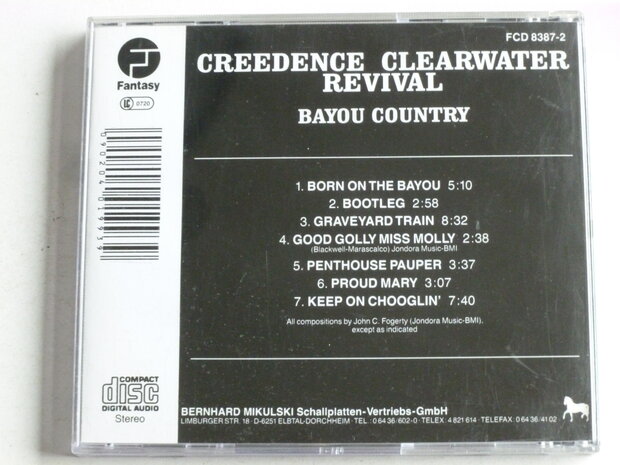 FCD 8387-2
Fantasy
LC 0720
CREEDENCE CLEARWATER
REVIVAL
BAYOU COUNTRY
090204019939
1. BORN ON THE BAYOU 5:10
2. BOOTLEG 2:58
3. GRAVEYARD TRAIN 8:32
4. GOOD GOLLY MISS MOLLY 2:38
(Blackwell-Marascalco) Jondora Music-BMI
5. PENTHOUSE PAUPER 3:37
6. PROUD MARY 3:07
7. KEEP ON CHOOGLIN' 7:40
All compositions by John C. Fogerty (Jondora Music-BMI),
except as indicated
COMPACT
disc
DIGITAL AUDIO
Stereo
BERNHARD MIKULSKI Schallplatten-Vertriebs-GmbH
LIMBURGER STR. 18 · D-6251 ELBTAL-DORCHHEIM · TEL.: 0 64 36/602-0 · TELEX: 4 821 614 · TELEFAX: 0 64 36/41 02